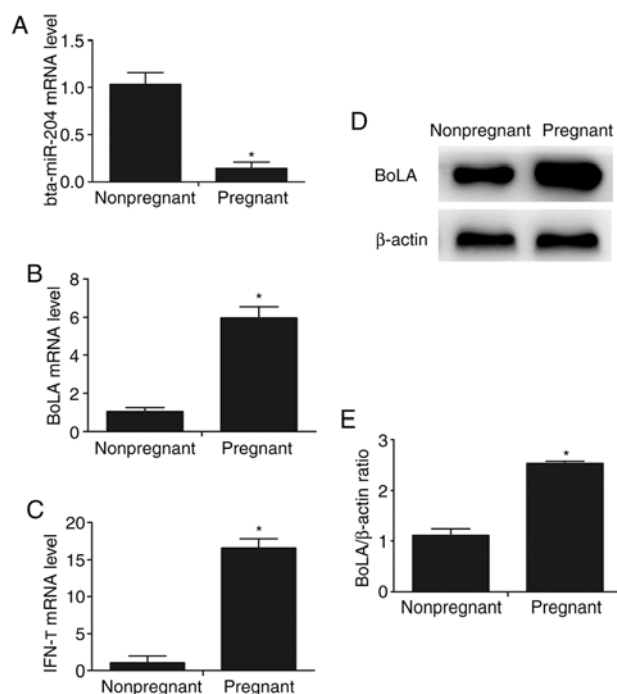 A
bta-miR-204 mRNA level
1.5
1.0
0.5
0.0
*
Nonpregnant Pregnant
B
BoLA mRNA level
8
6
4
2
0
*
Nonpregnant Pregnant
C
IFN-τ mRNA level
20
15
10
5
0
*
Nonpregnant Pregnant
D
Nonpregnant Pregnant
BoLA
β-actin
E
BoLA/β-actin ratio
3
2
1
0
*
Nonpregnant Pregnant